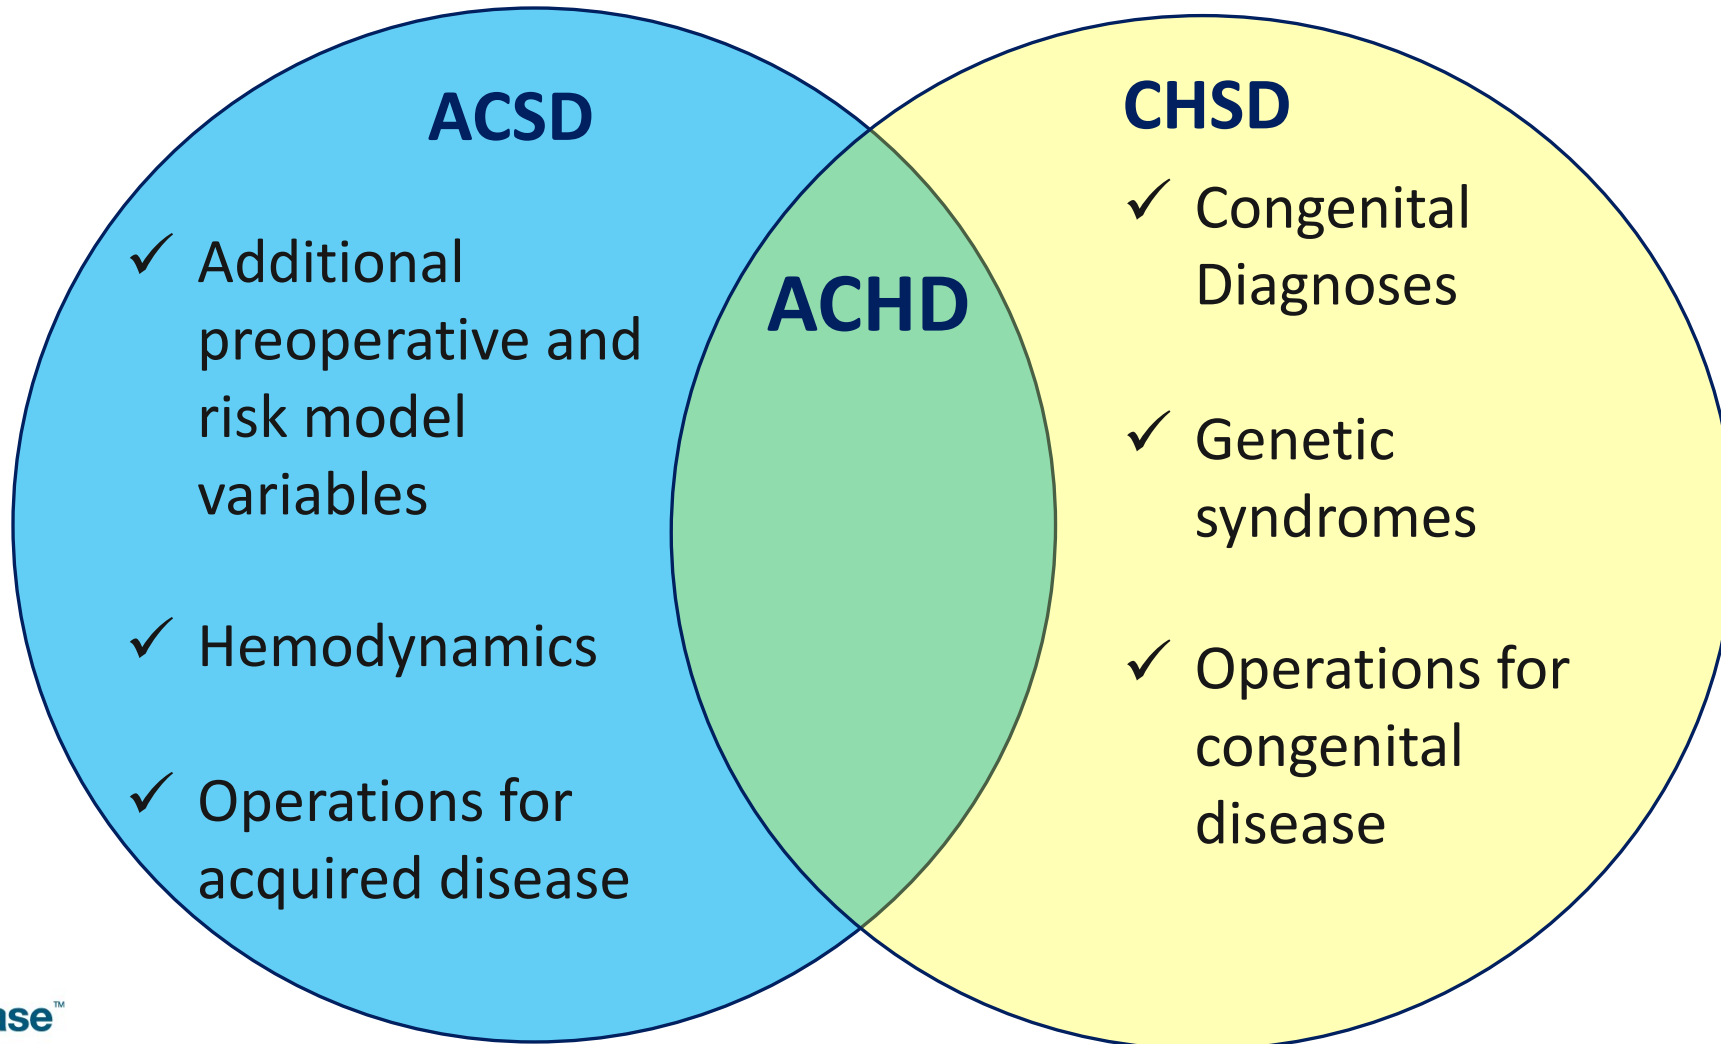 ACSD
✓ Additional
preoperative and
risk model
variables
✓ Hemodynamics
✓ Operations for
acquired disease
ACHD
CHSD
✓ Congenital
Diagnoses
✓ Genetic
syndromes
✓ Operations for
congenital
disease
ase™